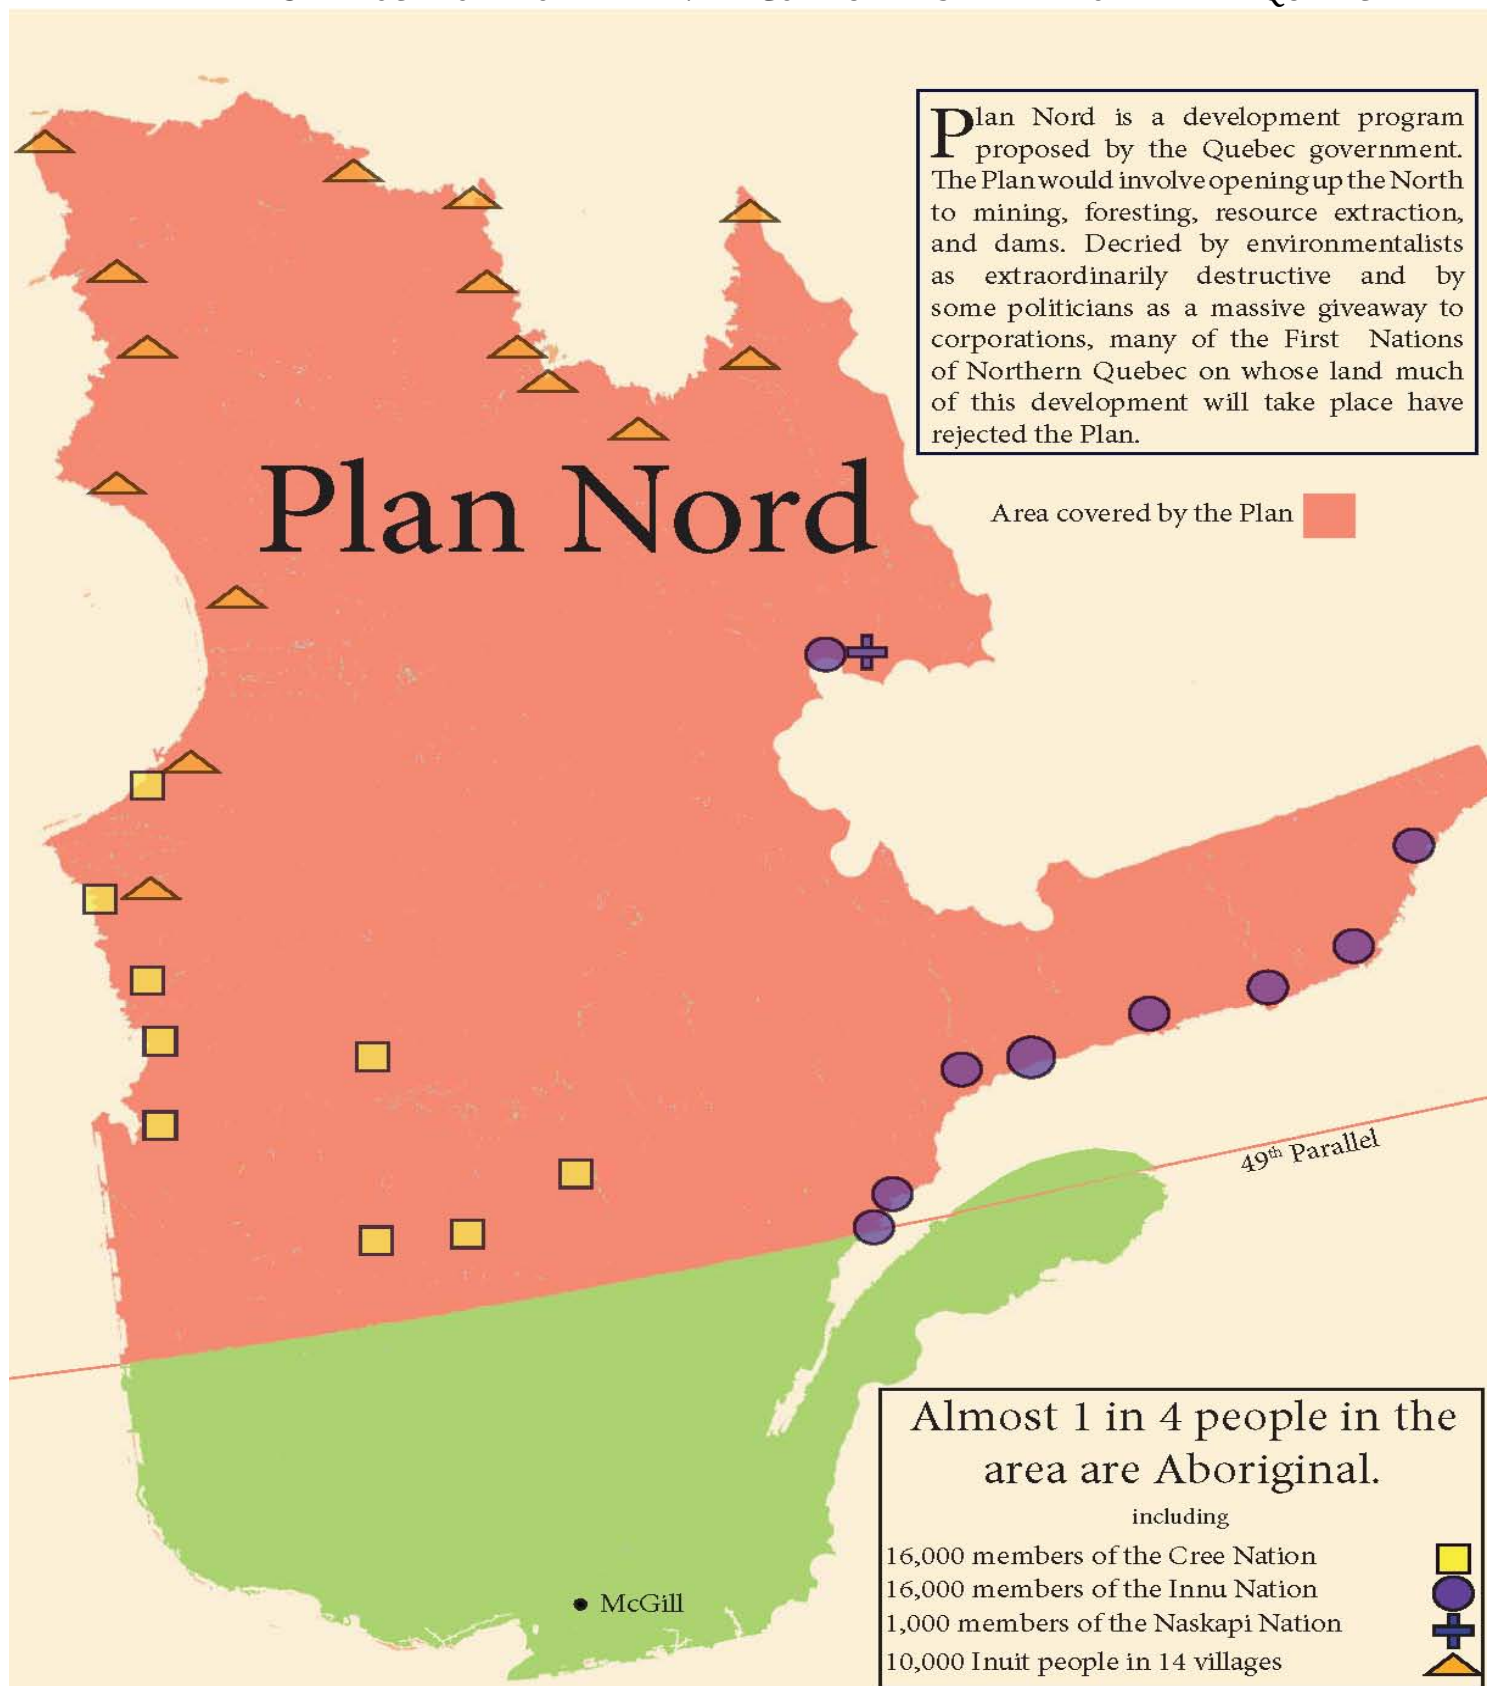 Plan Nord is a development program
proposed by the Quebec government.
The Plan would involve opening up the North
to mining, foresting, resource extraction,
and dams. Decried by environmentalists
as extraordinarily destructive and by
some politicians as a massive giveaway to
corporations, many of the First Nations
of Northern Quebec on whose land much
of this development will take place have
rejected the Plan.
Plan Nord
Area covered by the Plan
49th Parallel
Almost 1 in 4 people in the
area are Aboriginal.
including
16,000 members of the Cree Nation
16,000 members of the Innu Nation
1,000 members of the Naskapi Nation
10,000 Inuit people in 14 villages
McGill